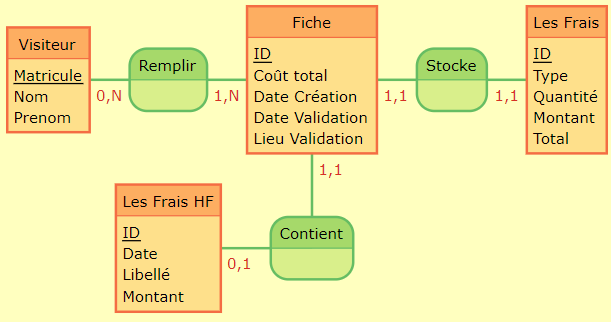 Visiteur
Matricule
Nom
Prenom
0,N
Remplir
1,N
Fiche
ID
Coût total
Date Création
Date Validation
Lieu Validation
1,1
Stocke
1,1
Les Frais
ID
Type
Quantité
Montant
Total
1,1
Contient
0,1
Les Frais HF
ID
Date
Libellé
Montant